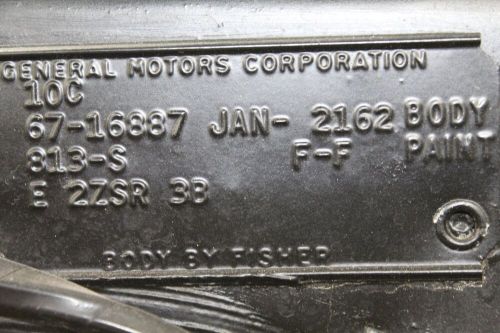 GENERAL MOTORS CORPORATION
10C
67-16887 JAN- 2162 BODY
813-S F-F PAINT
E 2ZSR 3B
BODY BY FISHER